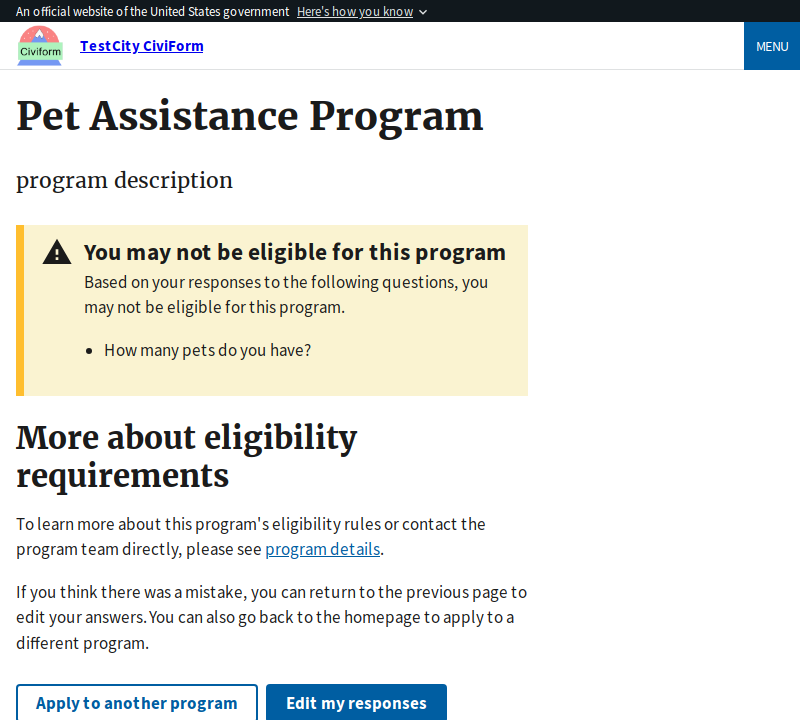 An official website of the United States government Here's how you know
Civiform
TestCity CiviForm
MENU
Pet Assistance Program
program description
You may not be eligible for this program
Based on your responses to the following questions, you
may not be eligible for this program.
• How many pets do you have?
More about eligibility
requirements
To learn more about this program's eligibility rules or contact the
program team directly, please see program details.
If you think there was a mistake, you can return to the previous page to
edit your answers. You can also go back to the homepage to apply to a
different program.
Apply to another program
Edit my responses